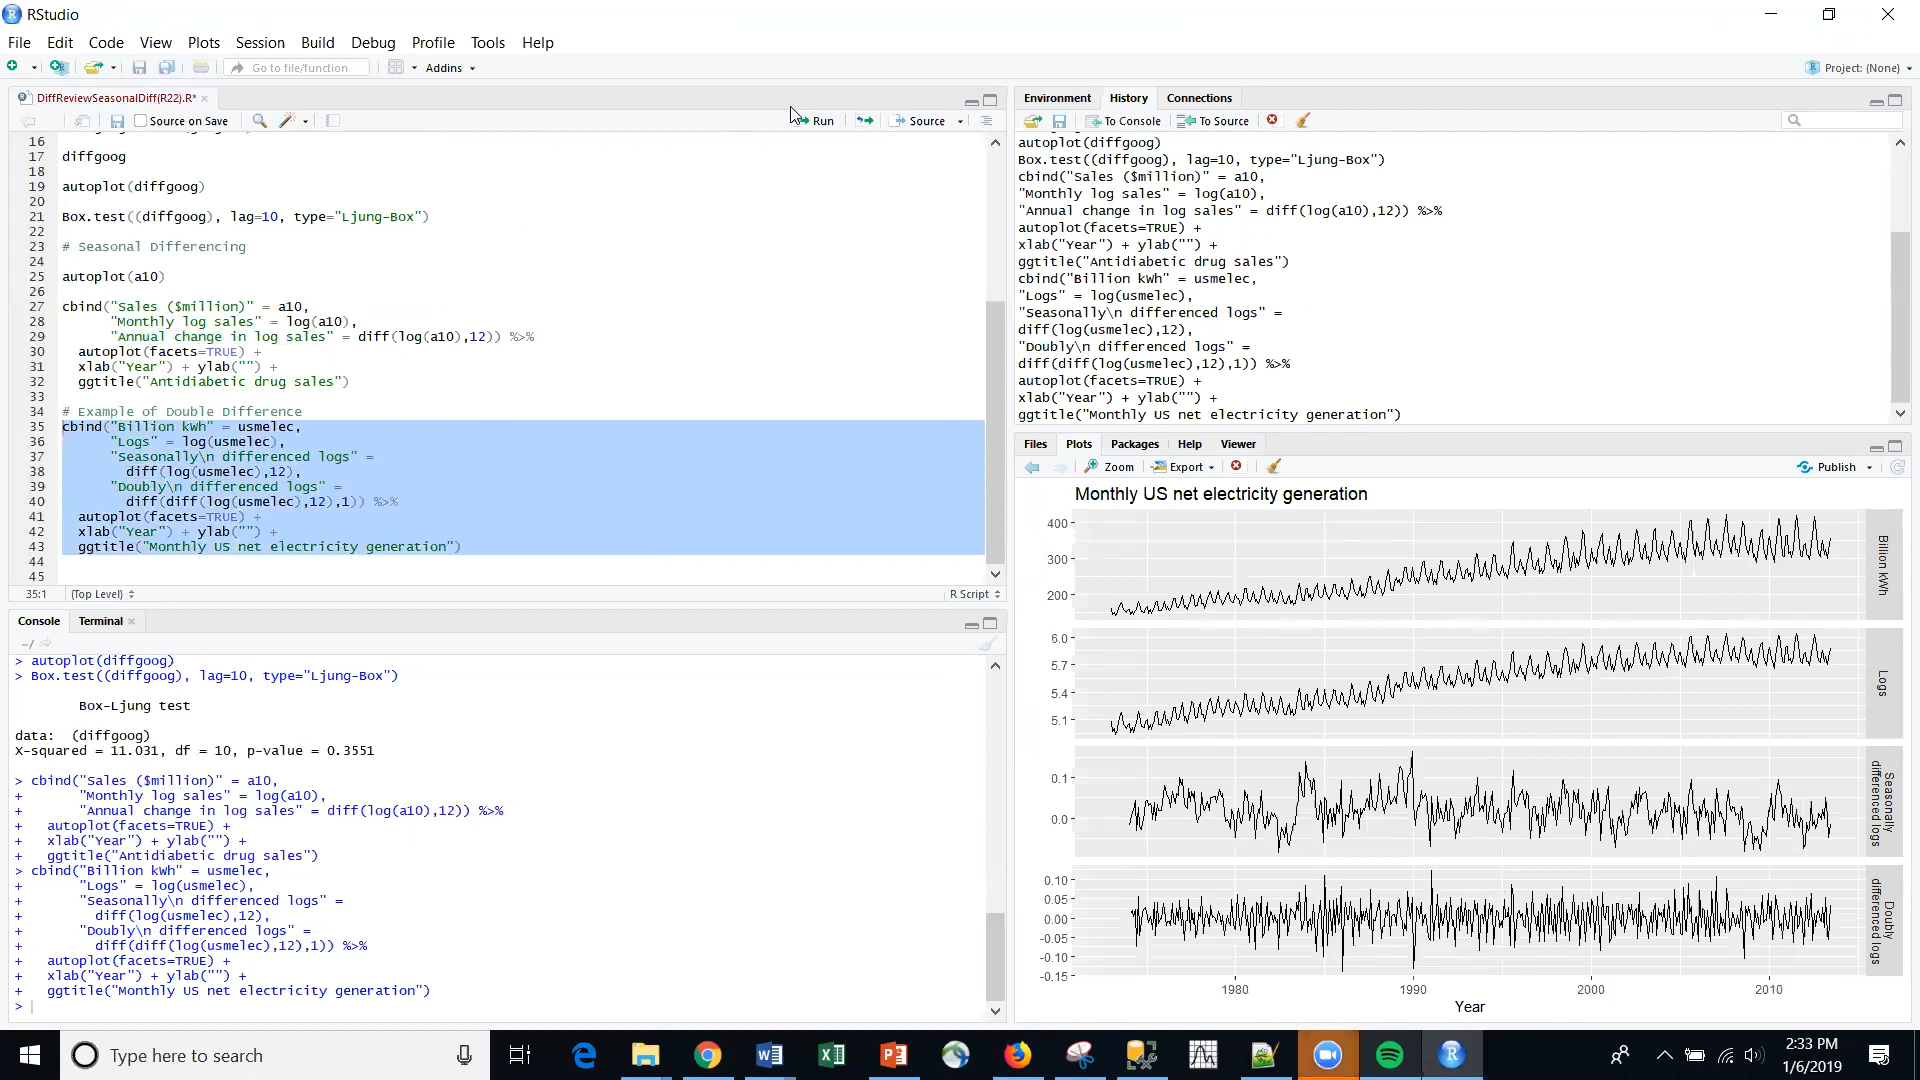 RStudio
File Edit Code View Plots Session Build Debug Profile Tools Help
Go to file/function Addins Project: (None)
DiffReviewSeasonalDiff(R22).R*
Source on Save Run Source
16
17 diffgoog
18
19 autoplot(diffgoog)
20
21 Box.test((diffgoog), lag=10, type="Ljung-Box")
22
23 # Seasonal Differencing
24
25 autoplot(a10)
26
27 cbind("Sales ($million)" = a10,
28 "Monthly log sales" = log(a10),
29 "Annual change in log sales" = diff(log(a10),12)) %>%
30 autoplot(facets=TRUE) +
31 xlab("Year") + ylab("") +
32 ggtitle("Antidiabetic drug sales")
33
34 # Example of Double Difference
35 cbind("Billion kWh" = usmelec,
36 "Logs" = log(usmelec),
37 "Seasonally\n differenced logs" =
38 diff(log(usmelec),12),
39 "Doubly\n differenced logs" =
40 diff(diff(log(usmelec),12),1)) %>%
41 autoplot(facets=TRUE) +
42 xlab("Year") + ylab("") +
43 ggtitle("Monthly US net electricity generation")
44
45
35:1 (Top Level) R Script
Console Terminal
~/
> autoplot(diffgoog)
> Box.test((diffgoog), lag=10, type="Ljung-Box")
Box-Ljung test
data: (diffgoog)
X-squared = 11.031, df = 10, p-value = 0.3551
> cbind("Sales ($million)" = a10,
+ "Monthly log sales" = log(a10),
+ "Annual change in log sales" = diff(log(a10),12)) %>%
+ autoplot(facets=TRUE) +
+ xlab("Year") + ylab("") +
+ ggtitle("Antidiabetic drug sales")
> cbind("Billion kWh" = usmelec,
+ "Logs" = log(usmelec),
+ "Seasonally\n differenced logs" =
+ diff(log(usmelec),12),
+ "Doubly\n differenced logs" =
+ diff(diff(log(usmelec),12),1)) %>%
+ autoplot(facets=TRUE) +
+ xlab("Year") + ylab("") +
+ ggtitle("Monthly US net electricity generation")
>
Environment History Connections
To Console To Source
autoplot(diffgoog)
Box.test((diffgoog), lag=10, type="Ljung-Box")
cbind("Sales ($million)" = a10,
"Monthly log sales" = log(a10),
"Annual change in log sales" = diff(log(a10),12)) %>%
autoplot(facets=TRUE) +
xlab("Year") + ylab("") +
ggtitle("Antidiabetic drug sales")
cbind("Billion kWh" = usmelec,
"Logs" = log(usmelec),
"Seasonally\n differenced logs" =
diff(log(usmelec),12),
"Doubly\n differenced logs" =
diff(diff(log(usmelec),12),1)) %>%
autoplot(facets=TRUE) +
xlab("Year") + ylab("") +
ggtitle("Monthly US net electricity generation")
Files Plots Packages Help Viewer
Zoom Export Publish
Monthly US net electricity generation
400
300
200
Billion kWh
6.0
5.7
5.4
5.1
Logs
0.1
0.0
Seasonally
differenced logs
0.10
0.05
0.00
-0.05
-0.10
-0.15
Doubly
differenced logs
1980 1990 2000 2010
Year
Type here to search
2:33 PM
1/6/2019